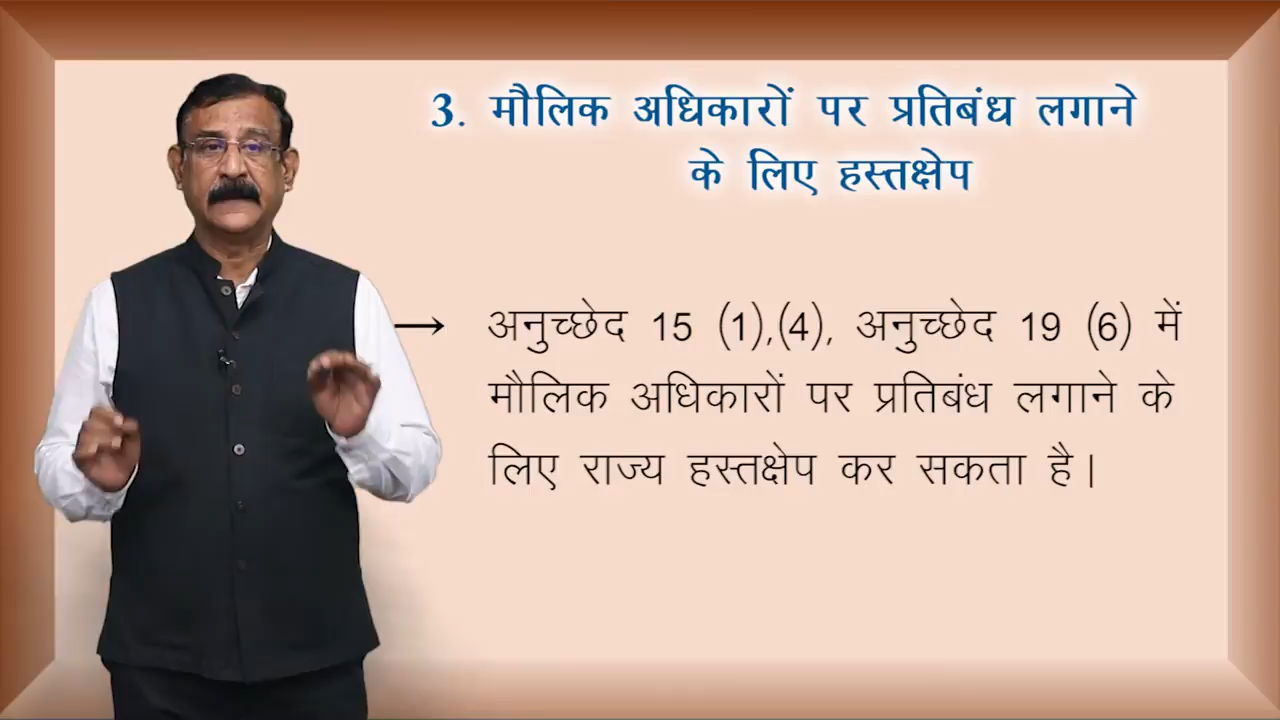 3. मौलिक अधिकारों पर प्रतिबंध लगाने
के लिए हस्तक्षेप
→ अनुच्छेद 15 (1),(4), अनुच्छेद 19 (6) में
मौलिक अधिकारों पर प्रतिबंध लगाने के
लिए राज्य हस्तक्षेप कर सकता है।